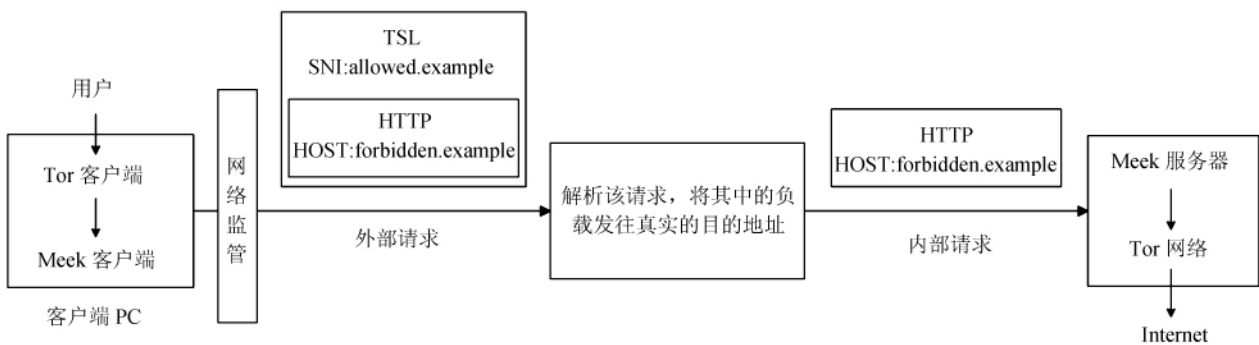 用户
Tor 客户端
Meek 客户端
客户端 PC
网络监管
TSL
SNI:allowed.example
HTTP
HOST:forbidden.example
外部请求
解析该请求，将其中的负
载发往真实的目的地址
HTTP
HOST:forbidden.example
内部请求
Meek 服务器
Tor 网络
Internet